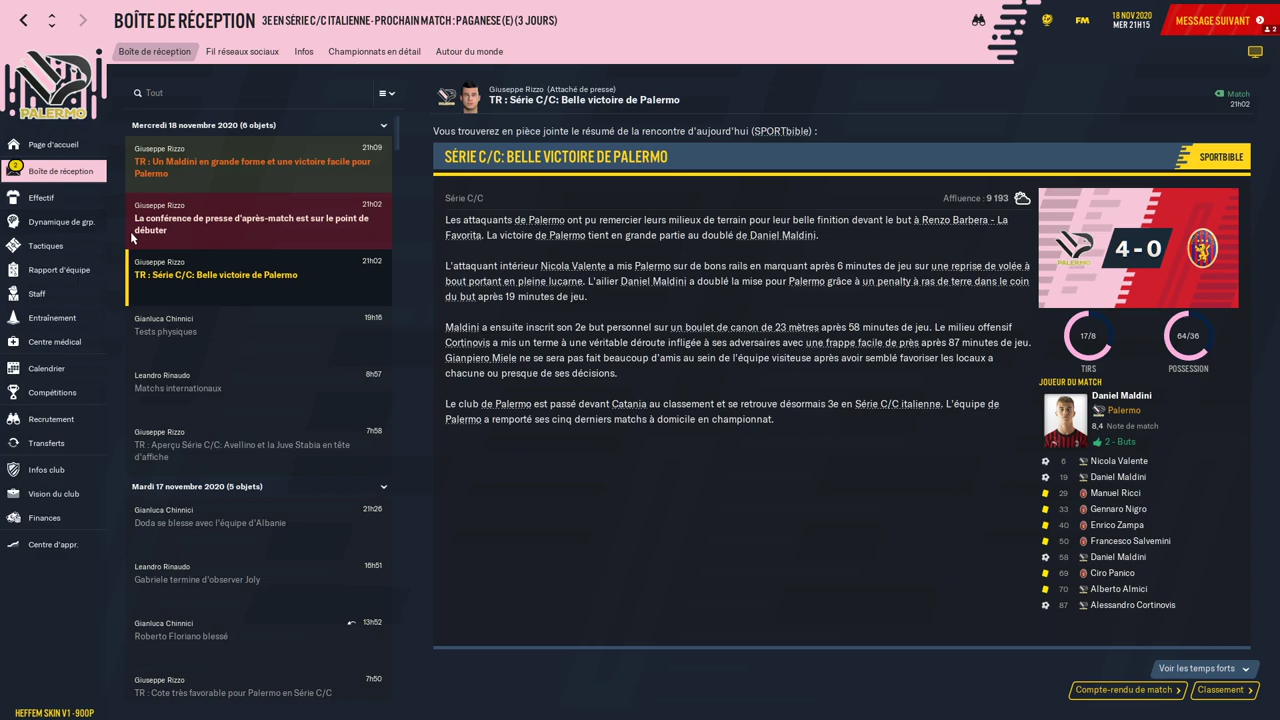 BOÎTE DE RÉCEPTION 3E EN SÉRIE C/C ITALIENNE - PROCHAIN MATCH : PAGANESE (E) (3 JOURS)
FM
18 NOV 2020
MER 21H15
MESSAGE SUIVANT
2
Boîte de réception
Fil réseaux sociaux
Infos
Championnats en détail
Autour du monde
PALERMO
Page d'accueil
2
Boîte de réception
Effectif
Dynamique de grp.
Tactiques
Rapport d'équipe
Staff
Entraînement
Centre médical
Calendrier
Compétitions
Recrutement
Transferts
Infos club
Vision du club
Finances
Centre d'appr.
HEFFEM SKIN V1 - 900P
Tout
Mercredi 18 novembre 2020 (6 objets)
Giuseppe Rizzo 21h09
TR : Un Maldini en grande forme et une victoire facile pour
Palermo
Giuseppe Rizzo 21h02
La conférence de presse d'après-match est sur le point de
débuter
Giuseppe Rizzo 21h02
TR : Série C/C: Belle victoire de Palermo
Gianluca Chinnici 19h16
Tests physiques
Leandro Rinaudo 8h57
Matchs internationaux
Giuseppe Rizzo 7h58
TR : Aperçu Série C/C: Avellino et la Juve Stabia en tête
d'affiche
Mardi 17 novembre 2020 (5 objets)
Gianluca Chinnici 21h26
Doda se blesse avec l'équipe d'Albanie
Leandro Rinaudo 16h51
Gabriele termine d'observer Joly
Gianluca Chinnici 13h52
Roberto Floriano blessé
Giuseppe Rizzo 7h50
TR : Cote très favorable pour Palermo en Série C/C
Giuseppe Rizzo (Attaché de presse)
TR : Série C/C: Belle victoire de Palermo
Match
21h02
Vous trouverez en pièce jointe le résumé de la rencontre d'aujourd'hui (SPORTbible) :
SÉRIE C/C: BELLE VICTOIRE DE PALERMO
SPORTBIBLE
Série C/C
Affluence : 9 193
Les attaquants de Palermo ont pu remercier leurs milieux de terrain pour leur belle finition devant le but à Renzo Barbera - La
Favorita. La victoire de Palermo tient en grande partie au doublé de Daniel Maldini.
L'attaquant intérieur Nicola Valente a mis Palermo sur de bons rails en marquant après 6 minutes de jeu sur une reprise de volée à
bout portant en pleine lucarne. L'ailier Daniel Maldini a doublé la mise pour Palermo grâce à un penalty à ras de terre dans le coin
du but après 19 minutes de jeu.
Maldini a ensuite inscrit son 2e but personnel sur un boulet de canon de 23 mètres après 58 minutes de jeu. Le milieu offensif
Cortinovis a mis un terme à une véritable déroute infligée à ses adversaires avec une frappe facile de près après 87 minutes de jeu.
Gianpiero Miele ne se sera pas fait beaucoup d'amis au sein de l'équipe visiteuse après avoir semblé favoriser les locaux a
chacune ou presque de ses décisions.
Le club de Palermo est passé devant Catania au classement et se retrouve désormais 3e en Série C/C italienne. L'équipe de
Palermo a remporté ses cinq derniers matchs à domicile en championnat.
PALERMO
4 - 0
17/8
TIRS
64/36
POSSESSION
JOUEUR DU MATCH
Daniel Maldini
Palermo
8,4 Note de match
2 - Buts
6 Nicola Valente
19 Daniel Maldini
29 Manuel Ricci
33 Gennaro Nigro
40 Enrico Zampa
50 Francesco Salvemini
58 Daniel Maldini
69 Ciro Panico
70 Alberto Almici
87 Alessandro Cortinovis
Voir les temps forts
Compte-rendu de match
Classement